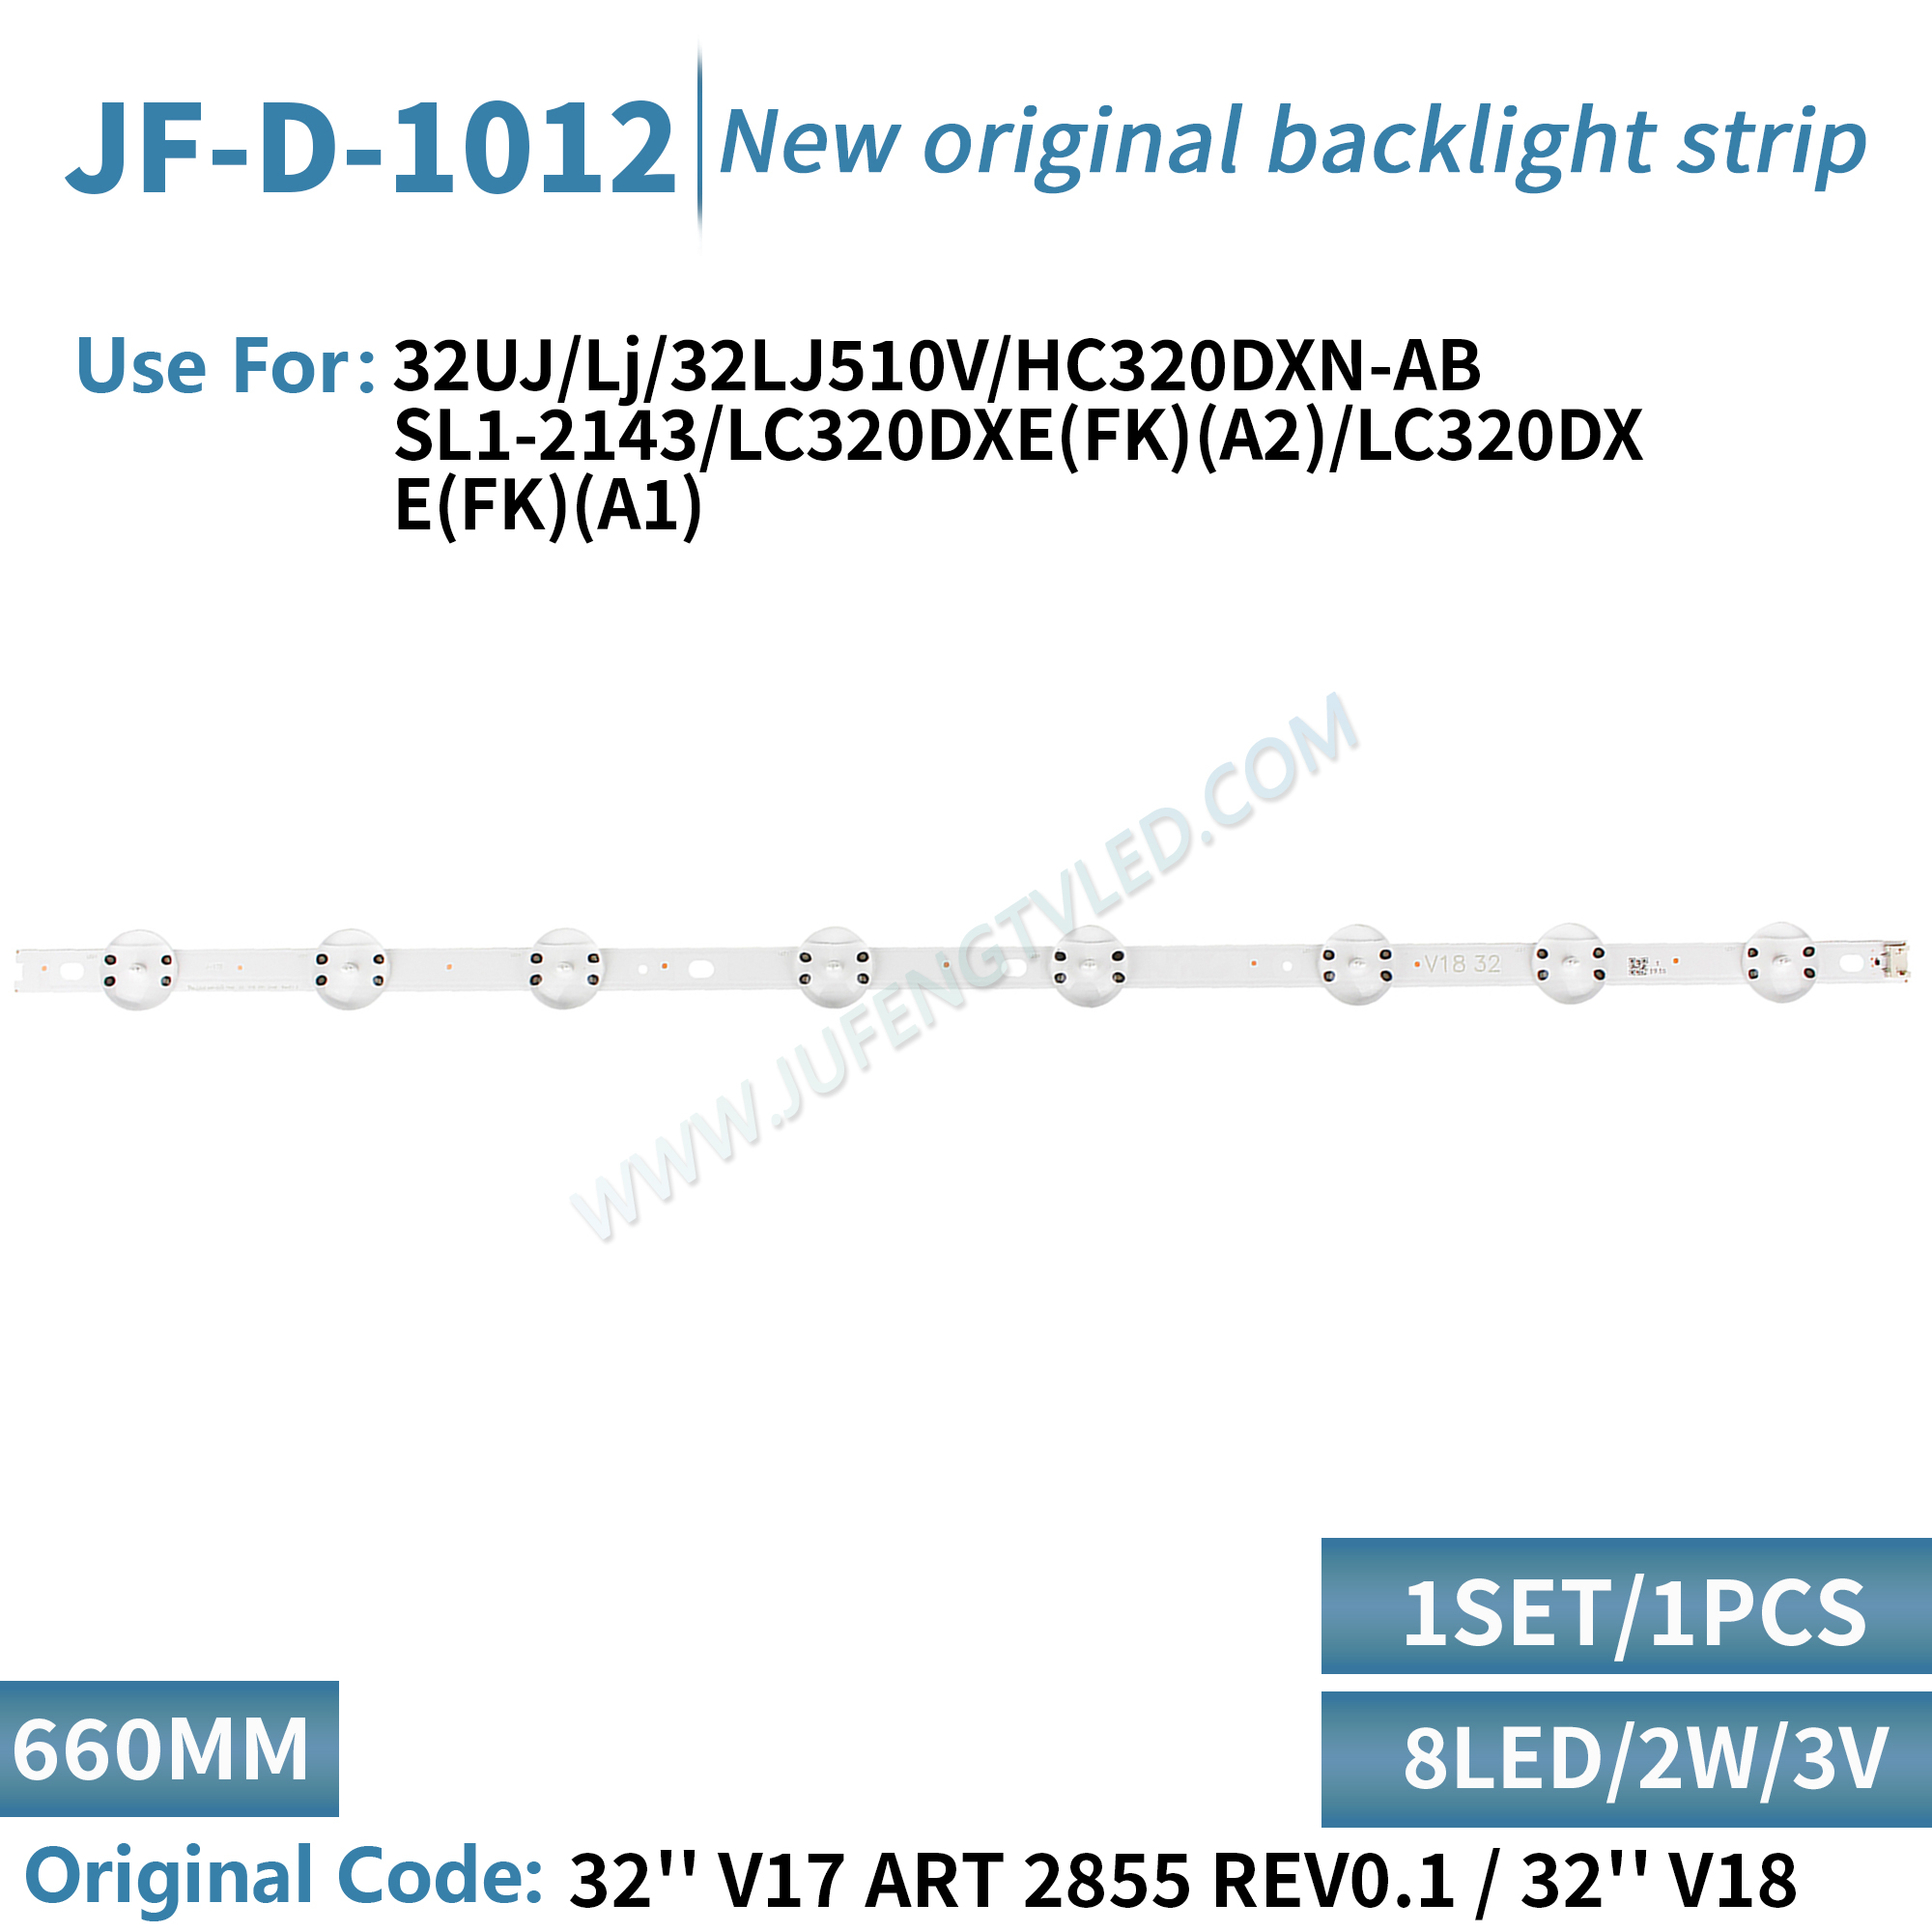 JF-D-1012
New original backlight strip
Use For: 32UJ/Lj/32LJ510V/HC320DXN-AB
SL1-2143/LC320DXE(FK)(A2)/LC320DX
E(FK)(A1)
WWW.JUFENGTVLED.COM
V18 32
1SET/1PCS
660MM
8LED/2W/3V
Original Code: 32'' V17 ART 2855 REV0.1 / 32'' V18